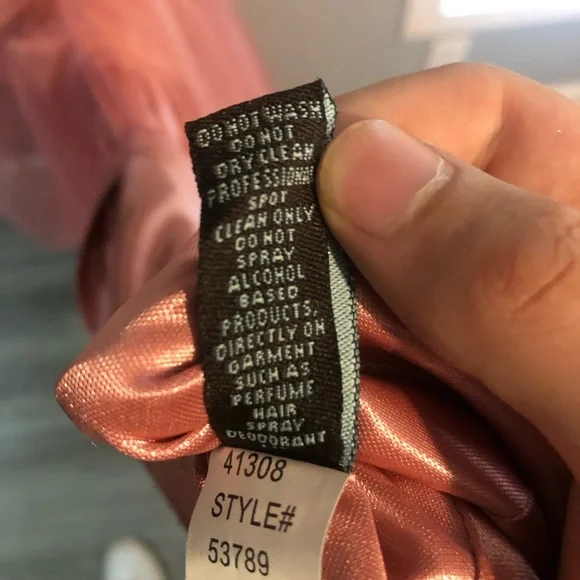 DO NOT WASH
DO NOT
DRY CLEAN
PROFESSIONAL
SPOT
CLEAN ONLY
DO NOT
SPRAY
ALCOHOL
BASED
PRODUCTS,
DIRECTLY ON
GARMENT
SUCH AS
PERFUME
HAIR
SPRAY
DEODORANT
41308
STYLE#
53789